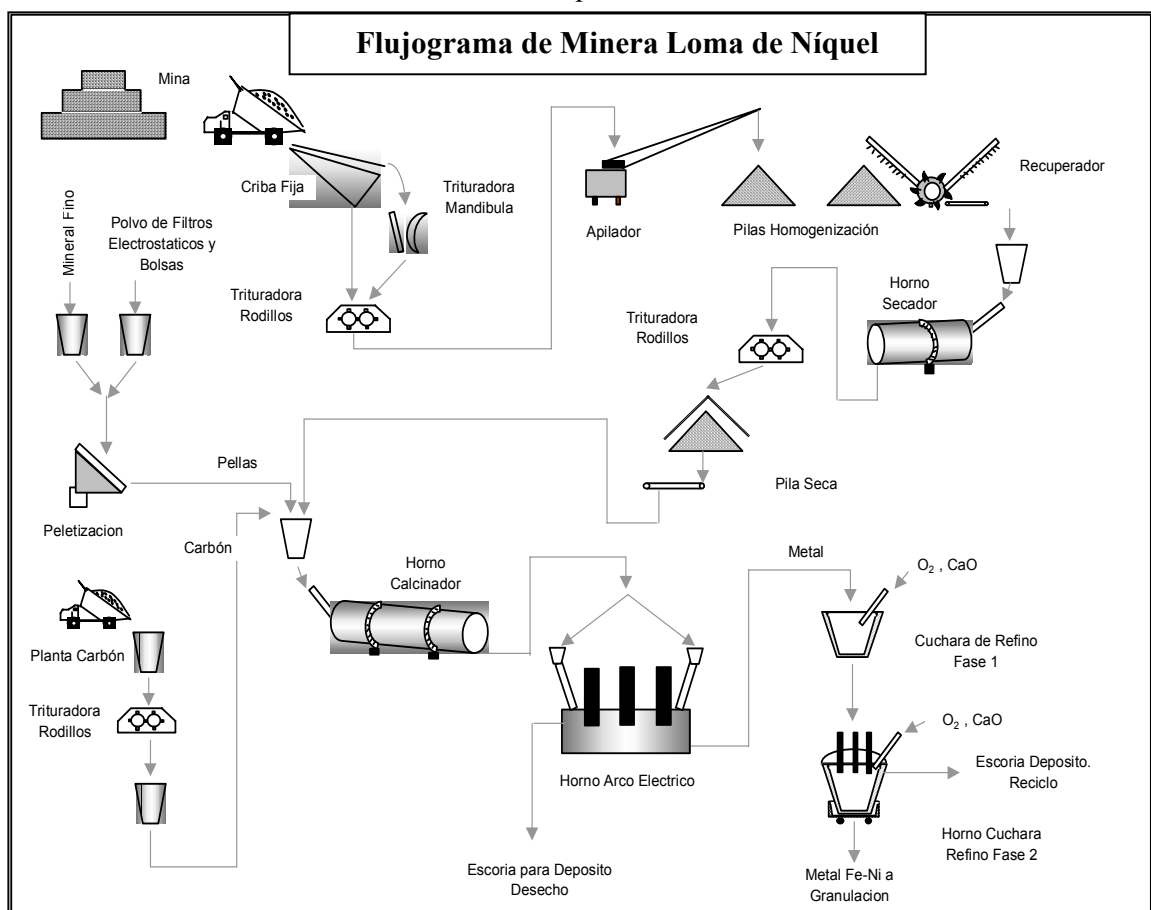 Flujograma de Minera Loma de Níquel
Mina
Criba Fija
Trituradora
Mandibula
Trituradora
Rodillos
Apilador
Pilas Homogenización
Recuperador
Horno
Secador
Trituradora
Rodillos
Pila Seca
Mineral Fino
Polvo de Filtros
Electrostaticos y
Bolsas
Peletizacion
Pellas
Carbón
Planta Carbón
Trituradora
Rodillos
Horno
Calcinador
Horno Arco Electrico
Escoria para Deposito
Desecho
Metal
O₂ , CaO
Cuchara de Refino
Fase 1
O₂ , CaO
Escoria Deposito.
Reciclo
Horno Cuchara
Refino Fase 2
Metal Fe-Ni a
Granulacion